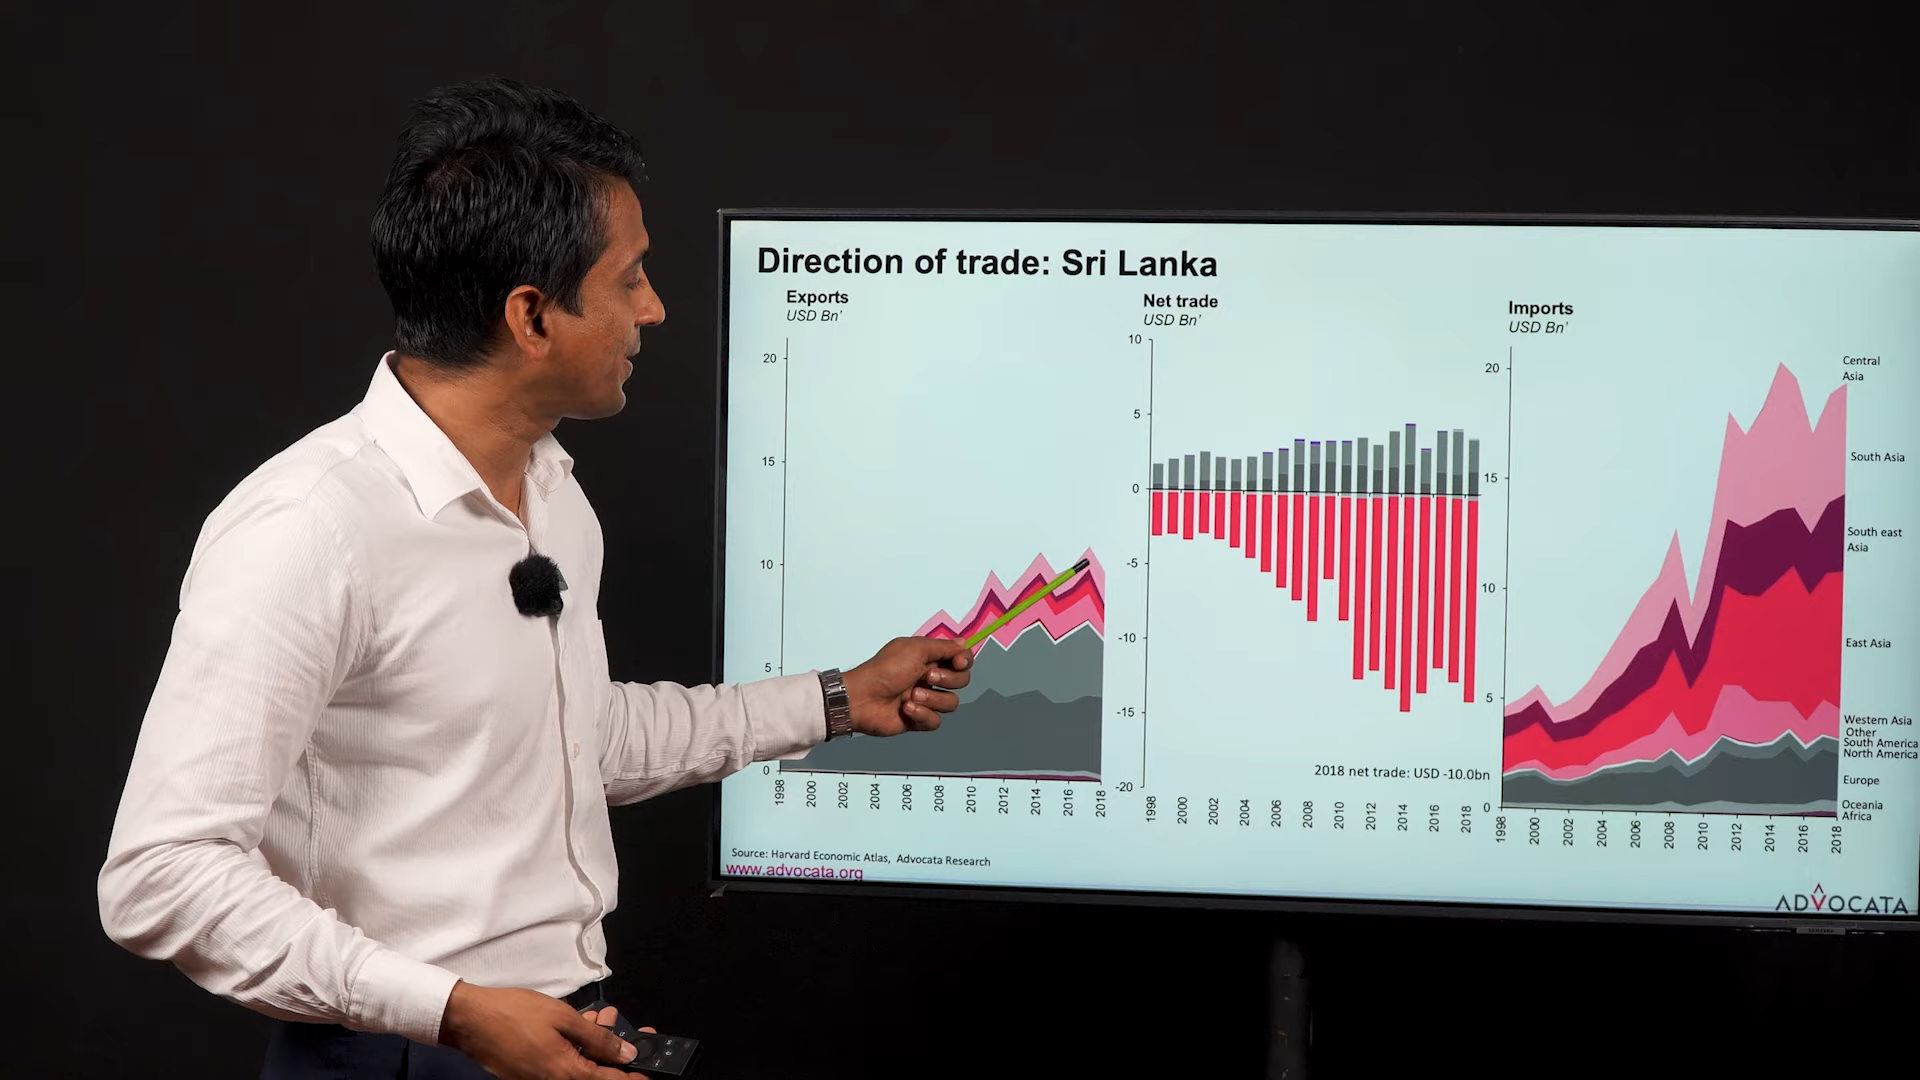 Direction of trade: Sri Lanka
Exports
USD Bn'
20
15
10
5
0
1998
2000
2002
2004
2006
2008
2010
2012
2014
2016
2018
Net trade
USD Bn'
10
5
0
-5
-10
-15
-20
2018 net trade: USD -10.0bn
1998
2000
2002
2004
2006
2008
2010
2012
2014
2016
2018
Imports
USD Bn'
20
15
10
5
0
1998
2000
2002
2004
2006
2008
2010
2012
2014
2016
2018
Central
Asia
South Asia
South east
Asia
East Asia
Western Asia
Other
South America
North America
Europe
Oceania
Africa
Source: Harvard Economic Atlas, Advocata Research
www.advocata.org
ADVOCATA
SAMSUNG